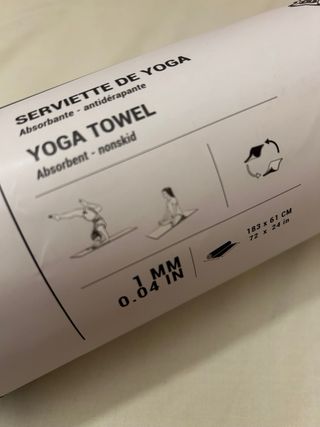 SERVIETTE DE YOGA
Absorbante - antidérapante
YOGA TOWEL
Absorbent - nonskid
1 MM
0.04 IN
183 x 61 CM
72 x 24 in